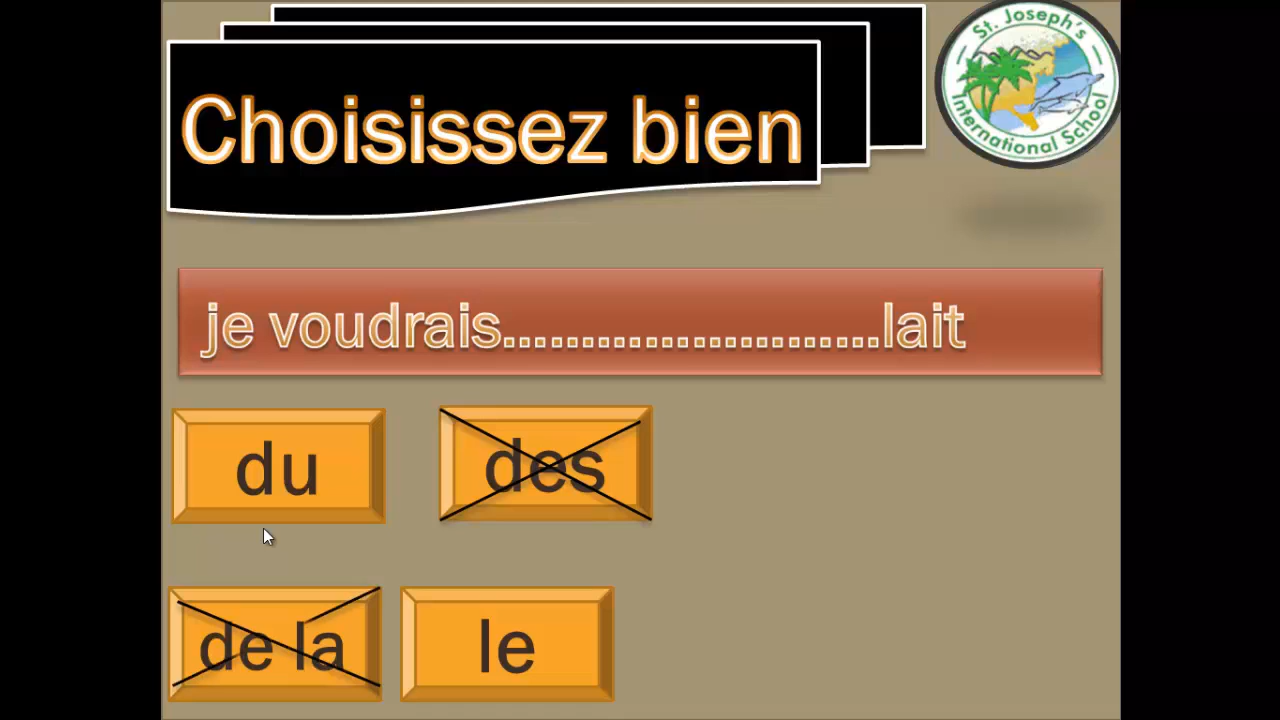 Choisissez bien
St. Joseph's
International School
je voudrais........................lait
du
des
de la
le